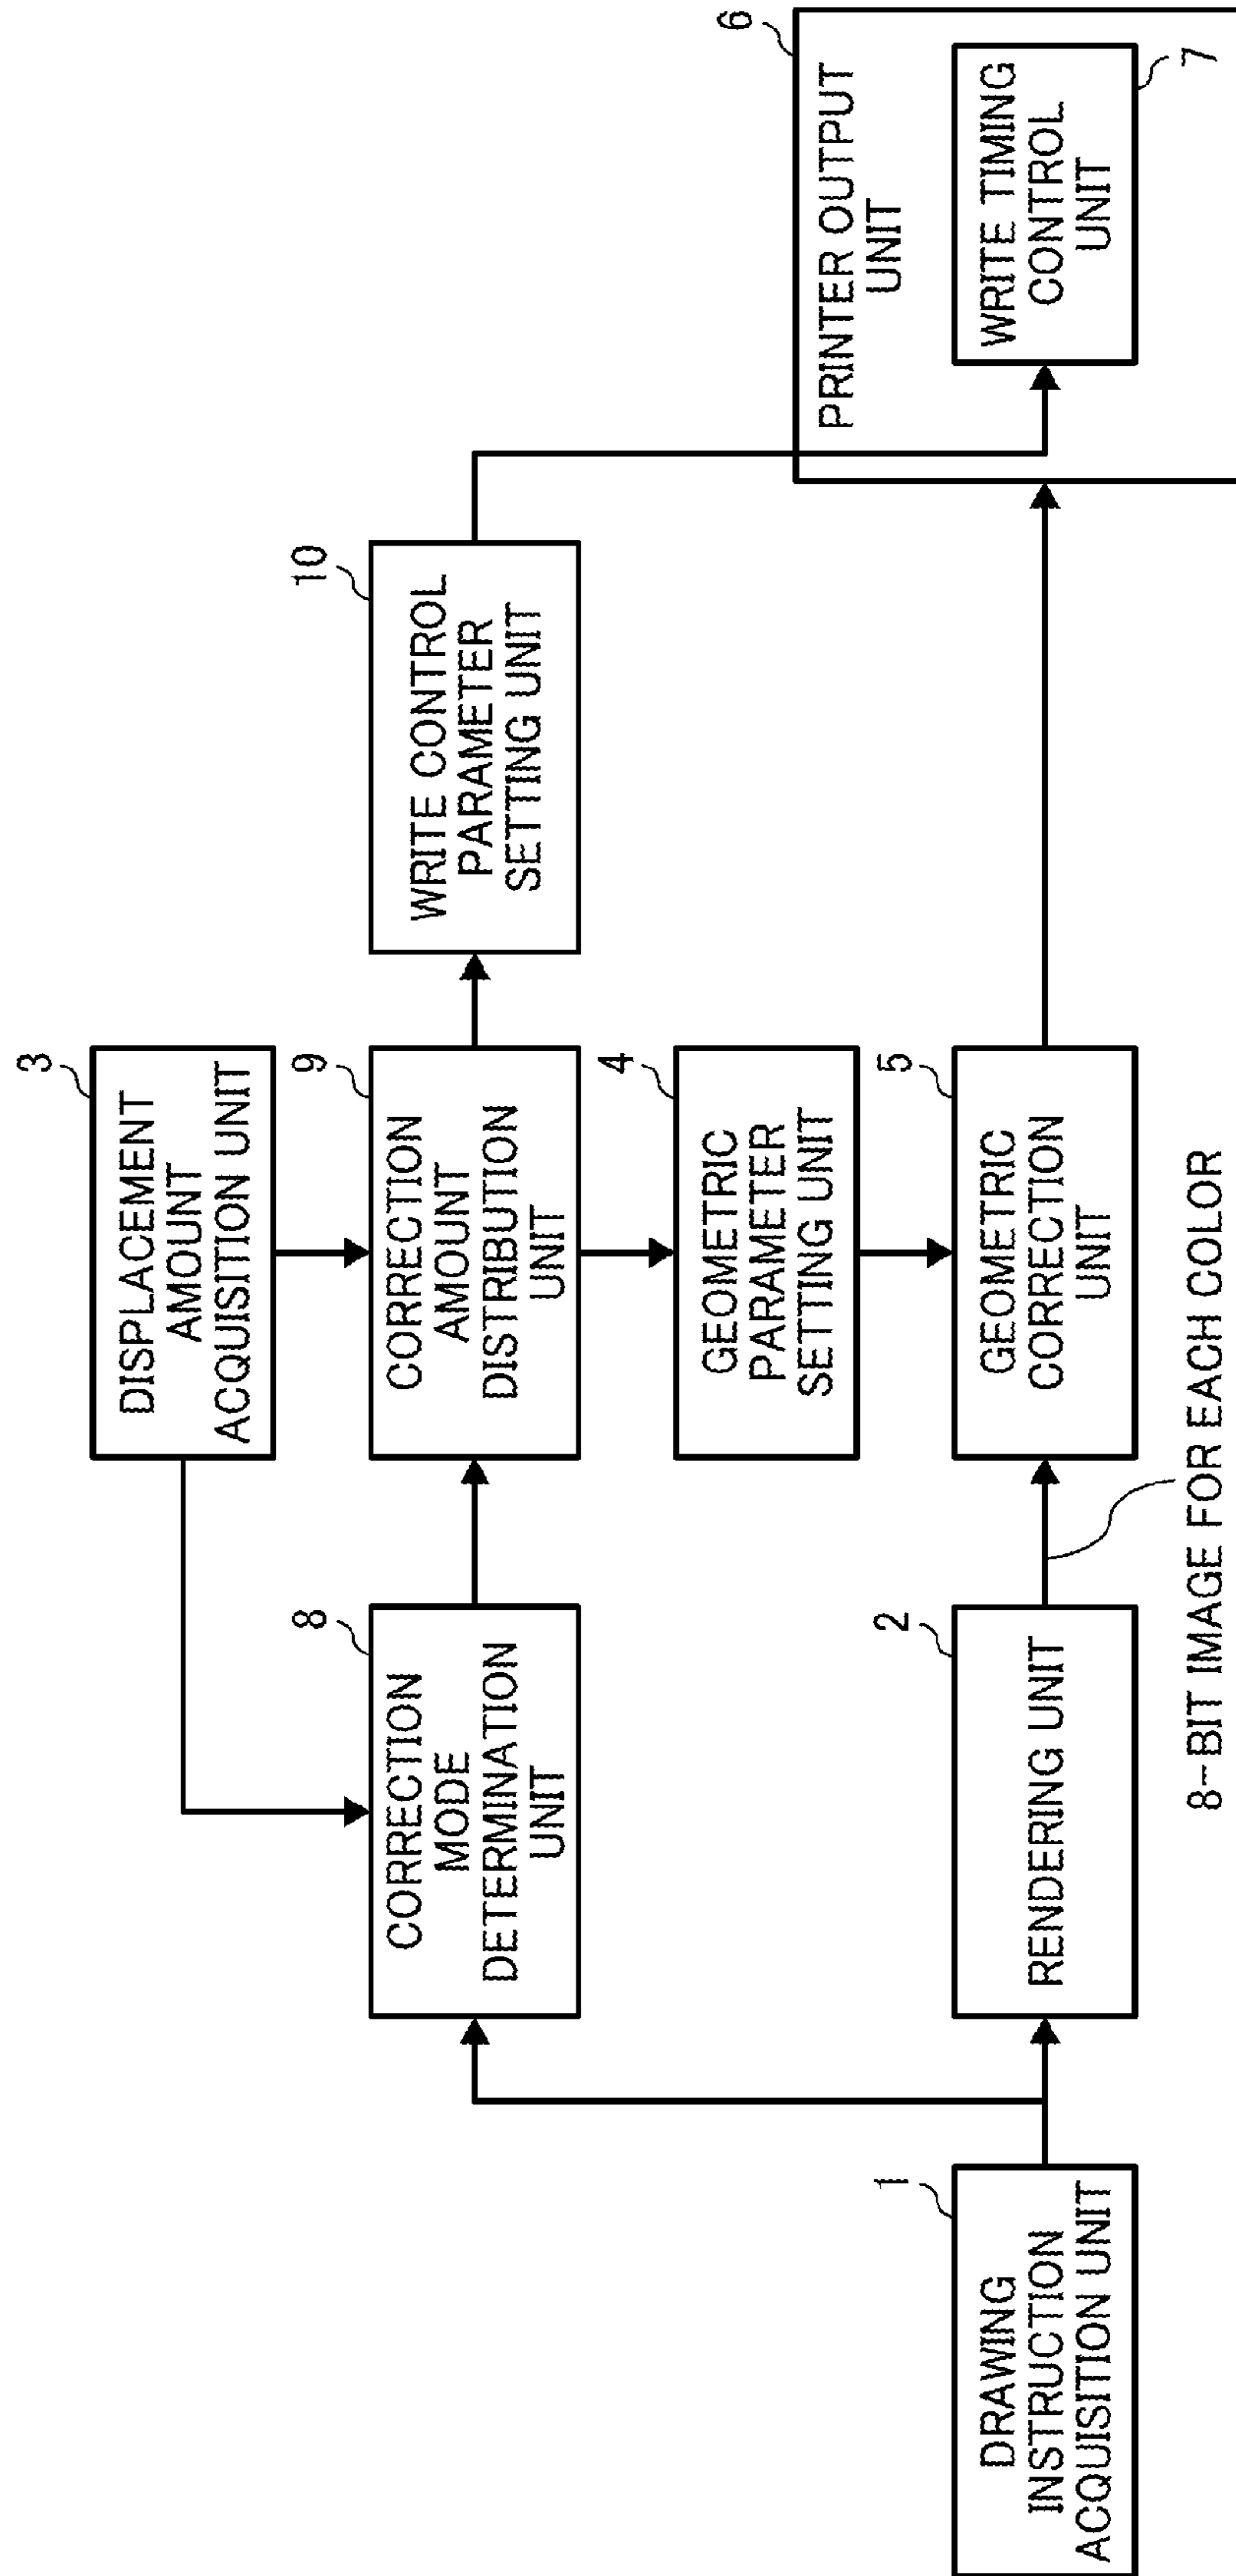 3
DISPLACEMENT
AMOUNT
ACQUISITION UNIT
8
CORRECTION
MODE
DETERMINATION
UNIT
9
CORRECTION
AMOUNT
DISTRIBUTION
UNIT
10
WRITE CONTROL
PARAMETER
SETTING UNIT
4
GEOMETRIC
PARAMETER
SETTING UNIT
1
DRAWING
INSTRUCTION
ACQUISITION UNIT
2
RENDERING UNIT
5
GEOMETRIC
CORRECTION
UNIT
6
PRINTER OUTPUT
UNIT
WRITE TIMING
CONTROL
UNIT
7
8-BIT IMAGE FOR EACH COLOR